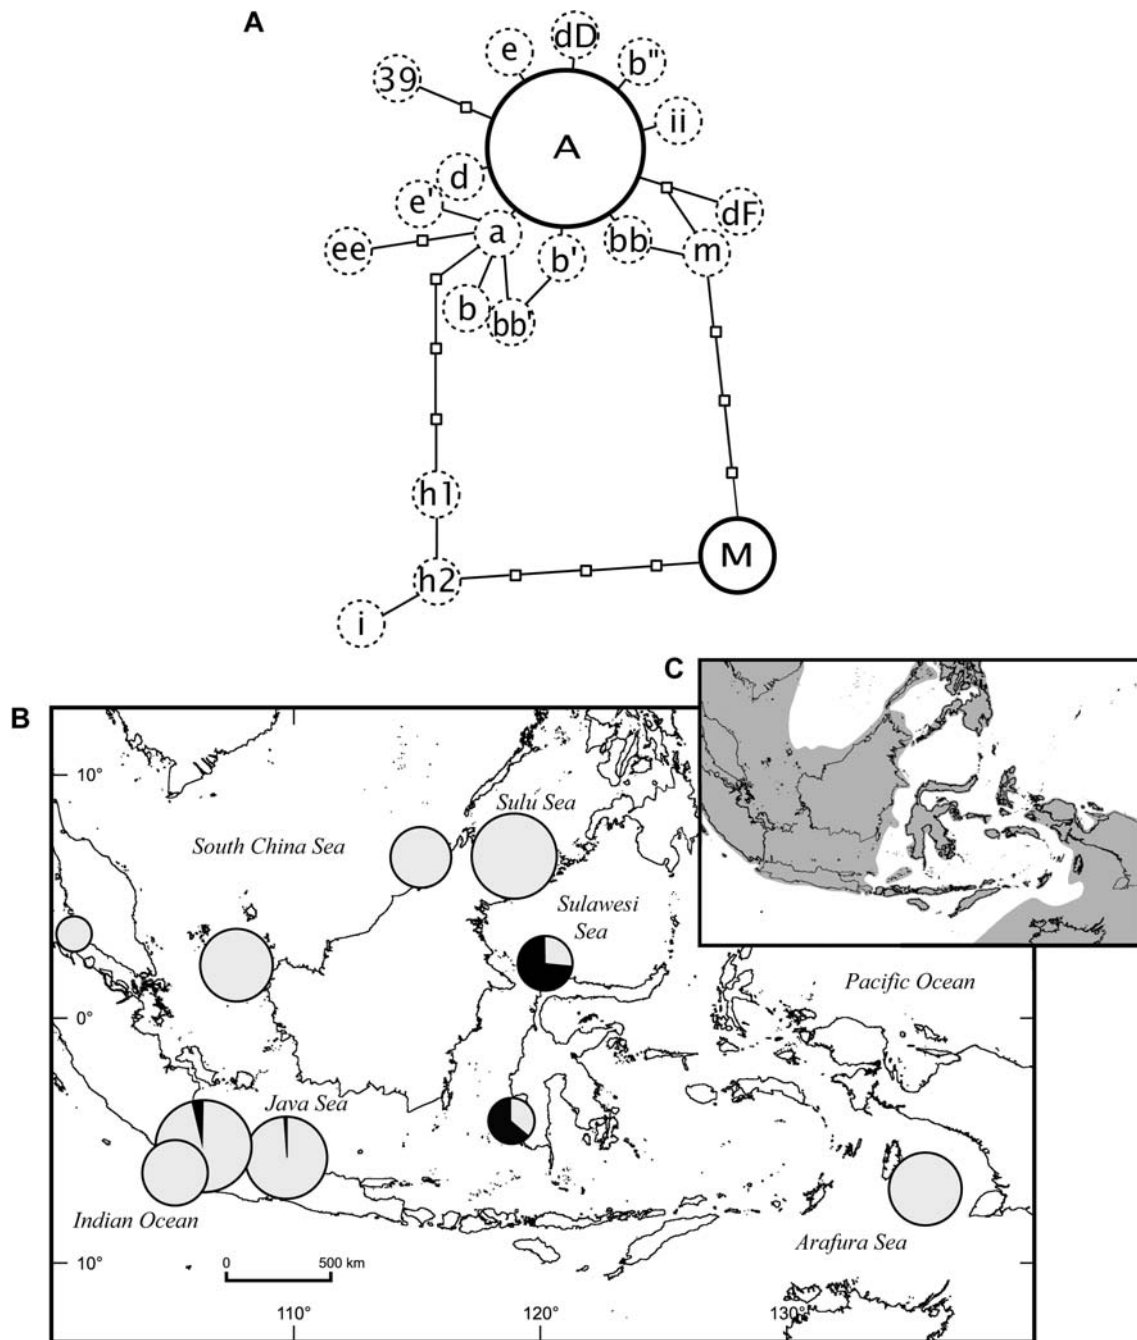 A
e
dD
b"
39
ii
A
d
e'
dF
a
ee
bb
m
b'
b
bb'
h1
M
h2
i
C
B
10°
Sulu Sea
South China Sea
Sulawesi
Sea
Pacific Ocean
0°
Java Sea
Indian Ocean
Arafura Sea
0 500 km
10°
110° 120° 130°